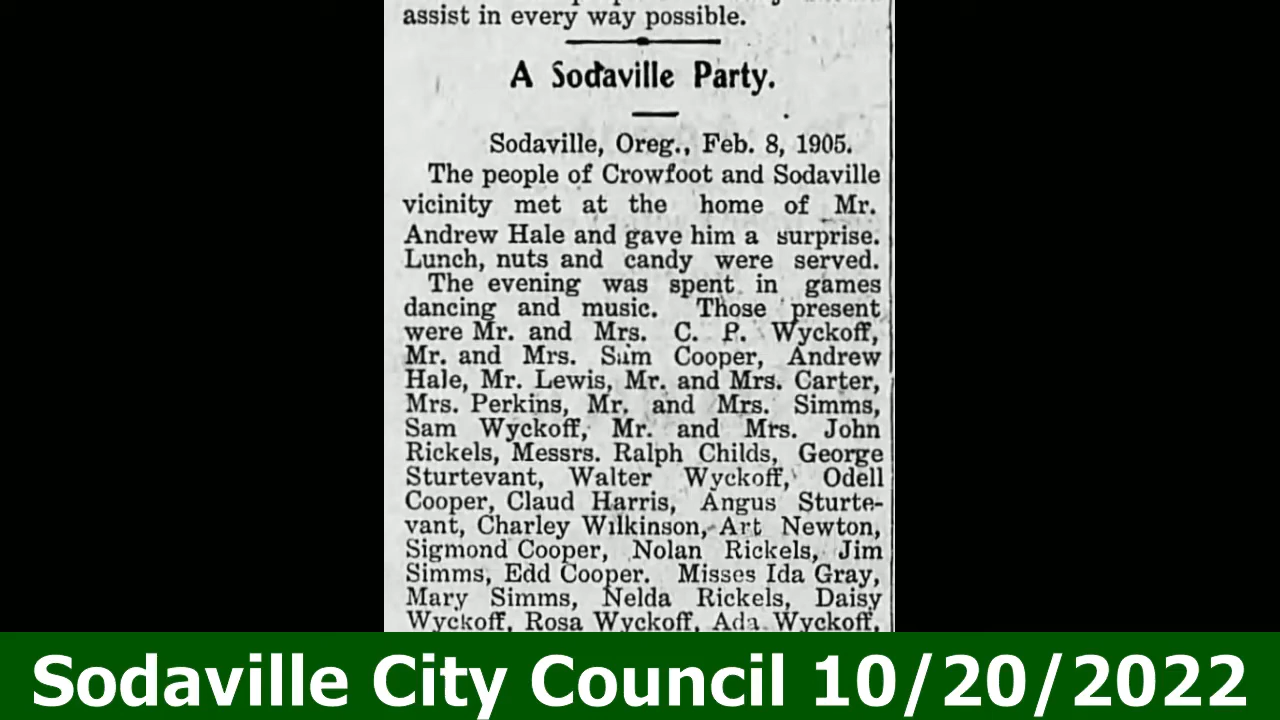 assist in every way possible.
A Sodaville Party.
Sodaville, Oreg., Feb. 8, 1905.
The people of Crowfoot and Sodaville
vicinity met at the home of Mr.
Andrew Hale and gave him a surprise.
Lunch, nuts and candy were served.
The evening was spent in games
dancing and music. Those present
were Mr. and Mrs. C. P. Wyckoff,
Mr. and Mrs. Sam Cooper, Andrew
Hale, Mr. Lewis, Mr. and Mrs. Carter,
Mrs. Perkins, Mr. and Mrs. Simms,
Sam Wyckoff, Mr. and Mrs. John
Rickels, Messrs. Ralph Childs, George
Sturtevant, Walter Wyckoff, Odell
Cooper, Claud Harris, Angus Sturte-
vant, Charley Wilkinson, Art Newton,
Sigmond Cooper, Nolan Rickels, Jim
Simms, Edd Cooper. Misses Ida Gray,
Mary Simms, Nelda Rickels, Daisy
Wyckoff, Rosa Wyckoff, Ada Wyckoff,
Sodaville City Council 10/20/2022